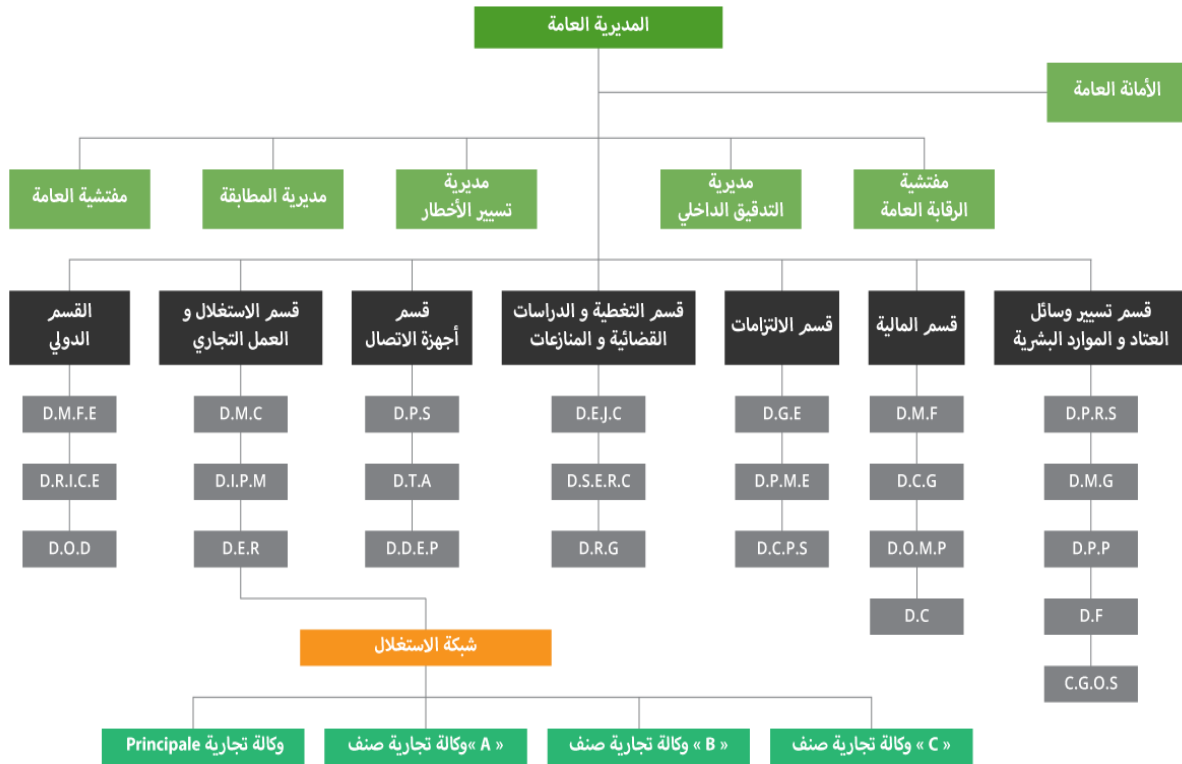 المديرية العامة
الأمانة العامة
مفتشية الرقابة العامة
مديرية التدقيق الداخلي
مديرية تسيير الأخطار
مديرية المطابقة
مفتشية العامة
قسم تسيير وسائل
العتاد و الموارد البشرية
قسم المالية
قسم الالتزامات
قسم التغطية و الدراسات
القضائية و المنازعات
قسم
أجهزة الاتصال
قسم الاستغلال و
العمل التجاري
القسم
الدولي
D.P.R.S
D.M.G
D.P.P
D.F
C.G.O.S
D.M.F
D.C.G
D.O.M.P
D.C
D.G.E
D.P.M.E
D.C.P.S
D.E.J.C
D.S.E.R.C
D.R.G
D.P.S
D.T.A
D.D.E.P
D.M.C
D.I.P.M
D.E.R
D.M.F.E
D.R.I.C.E
D.O.D
شبكة الاستغلال
« C » وكالة تجارية صنف
« B » وكالة تجارية صنف
« A »وكالة تجارية صنف
وكالة تجارية Principale